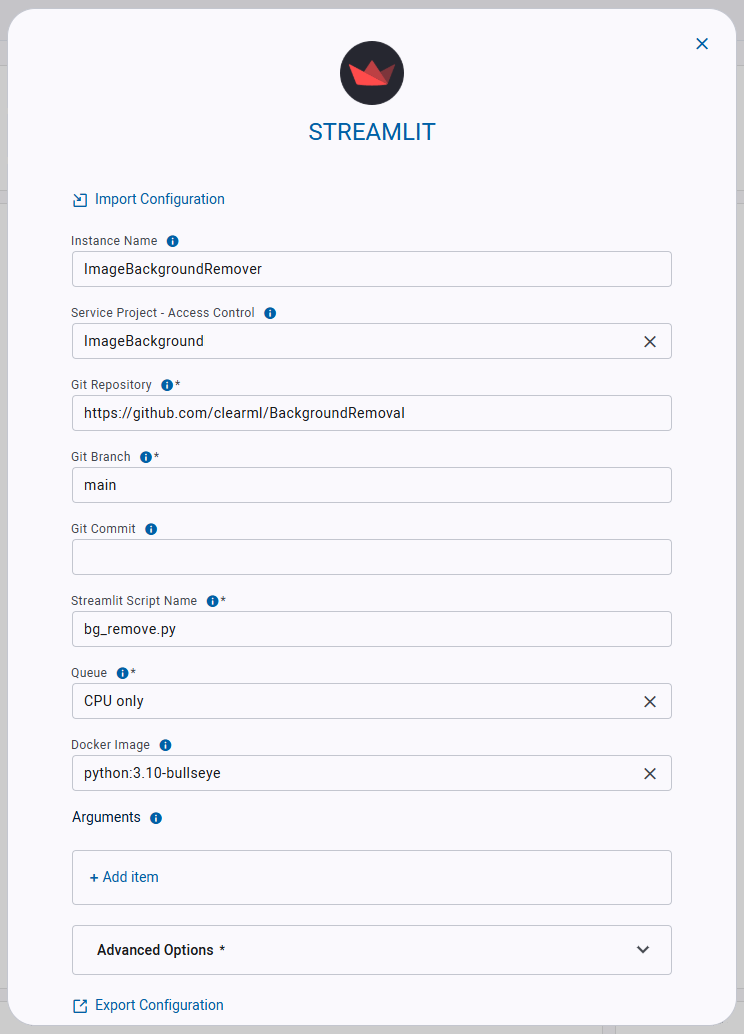 STREAMLIT
Import Configuration
Instance Name
ImageBackgroundRemover
Service Project - Access Control
ImageBackground
Git Repository *
https://github.com/clearml/BackgroundRemoval
Git Branch *
main
Git Commit
Streamlit Script Name *
bg_remove.py
Queue *
CPU only
Docker Image
python:3.10-bullseye
Arguments
+ Add item
Advanced Options *
Export Configuration